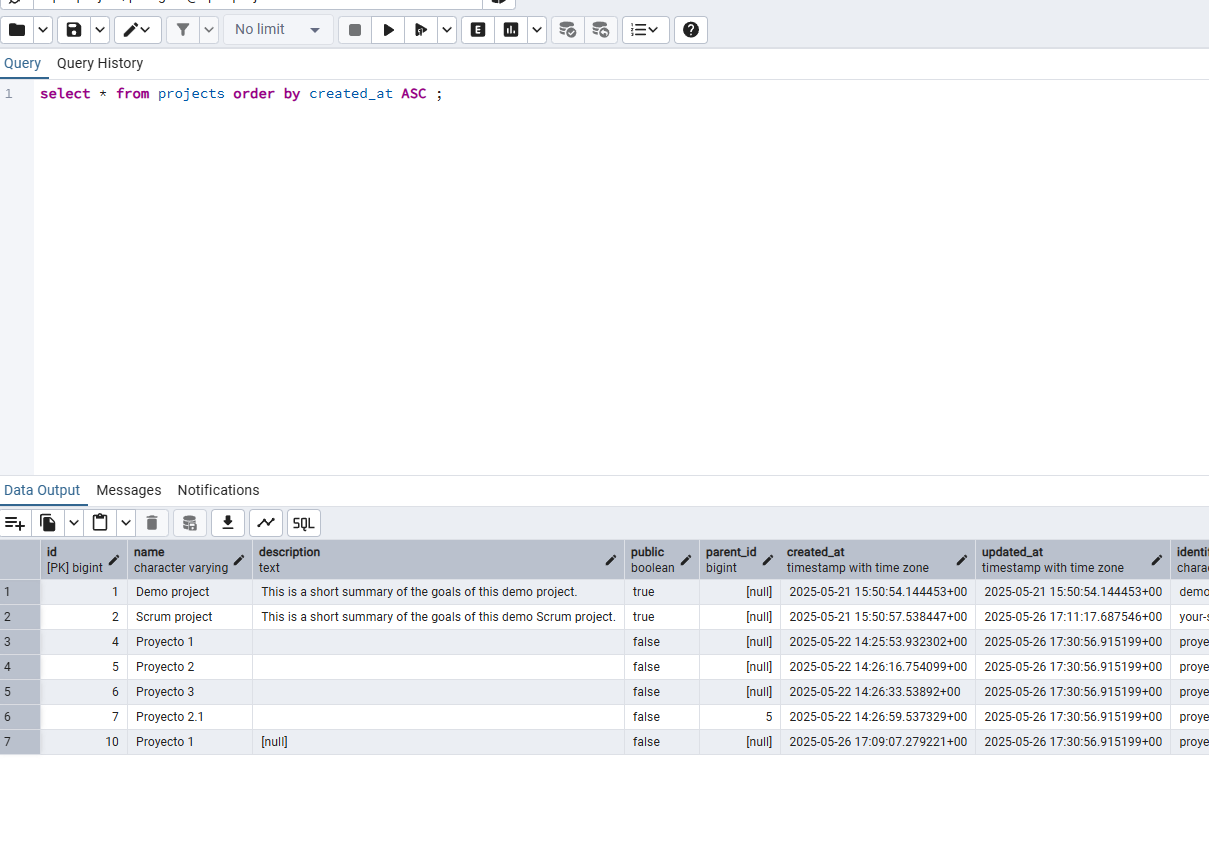 No limit
Query Query History
1 select * from projects order by created_at ASC ;
Data Output Messages Notifications
SQL
id name description public parent_id created_at updated_at
[PK] bigint character varying text boolean bigint timestamp with time zone timestamp with time zone
1 1 Demo project This is a short summary of the goals of this demo project. true [null] 2025-05-21 15:50:54.144453+00 2025-05-21 15:50:54.144453+00 demo
2 2 Scrum project This is a short summary of the goals of this demo Scrum project. true [null] 2025-05-21 15:50:57.538447+00 2025-05-26 17:11:17.687546+00 your-s
3 4 Proyecto 1 false [null] 2025-05-22 14:25:53.932302+00 2025-05-26 17:30:56.915199+00 proye
4 5 Proyecto 2 false [null] 2025-05-22 14:26:16.754099+00 2025-05-26 17:30:56.915199+00 proye
5 6 Proyecto 3 false [null] 2025-05-22 14:26:33.53892+00 2025-05-26 17:30:56.915199+00 proye
6 7 Proyecto 2.1 false 5 2025-05-22 14:26:59.537329+00 2025-05-26 17:30:56.915199+00 proye
7 10 Proyecto 1 [null] false [null] 2025-05-26 17:09:07.279221+00 2025-05-26 17:30:56.915199+00 proye